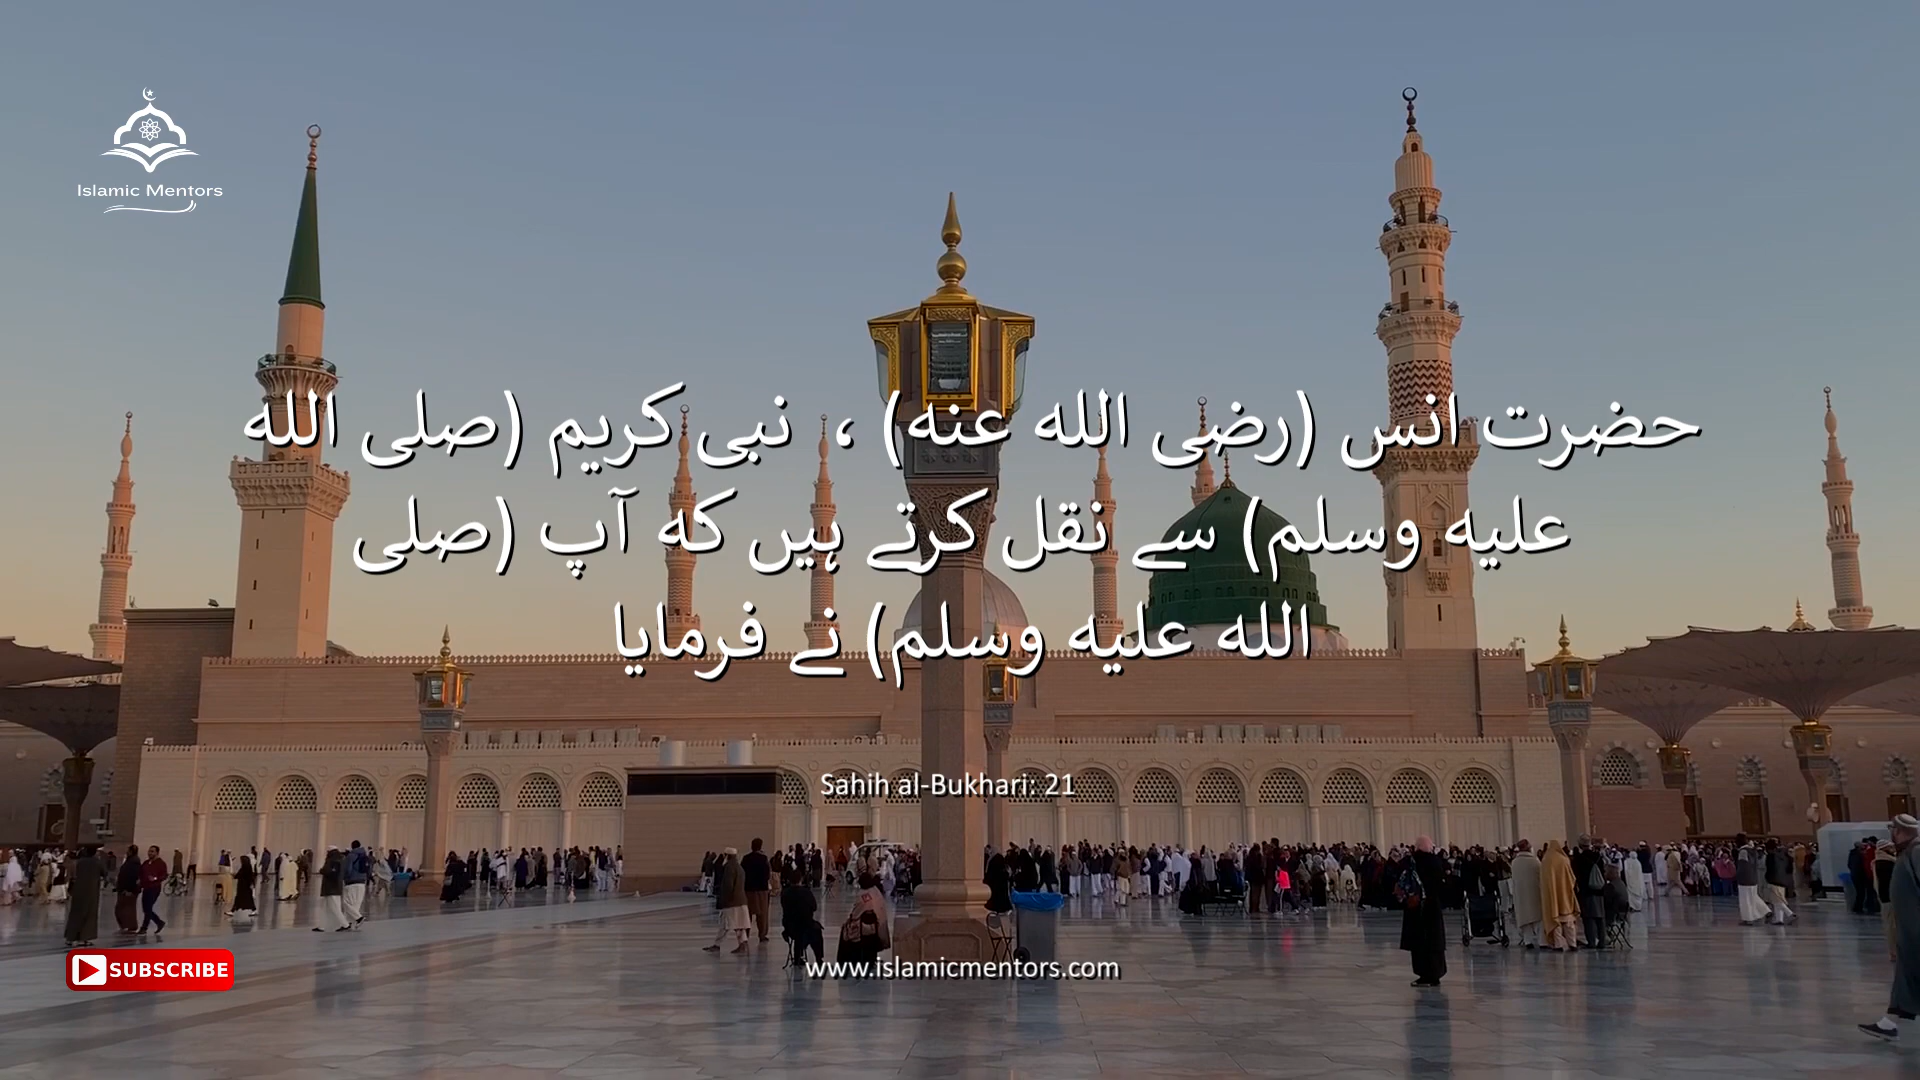 Islamic Mentors
حضرت انس (رضی الله عنه) ، نبی کریم (صلی الله
علیه وسلم) سے نقل کرتے ہیں که آپ (صلی
الله علیه وسلم) نے فرمایا
Sahih al-Bukhari: 21
SUBSCRIBE
www.islamicmentors.com